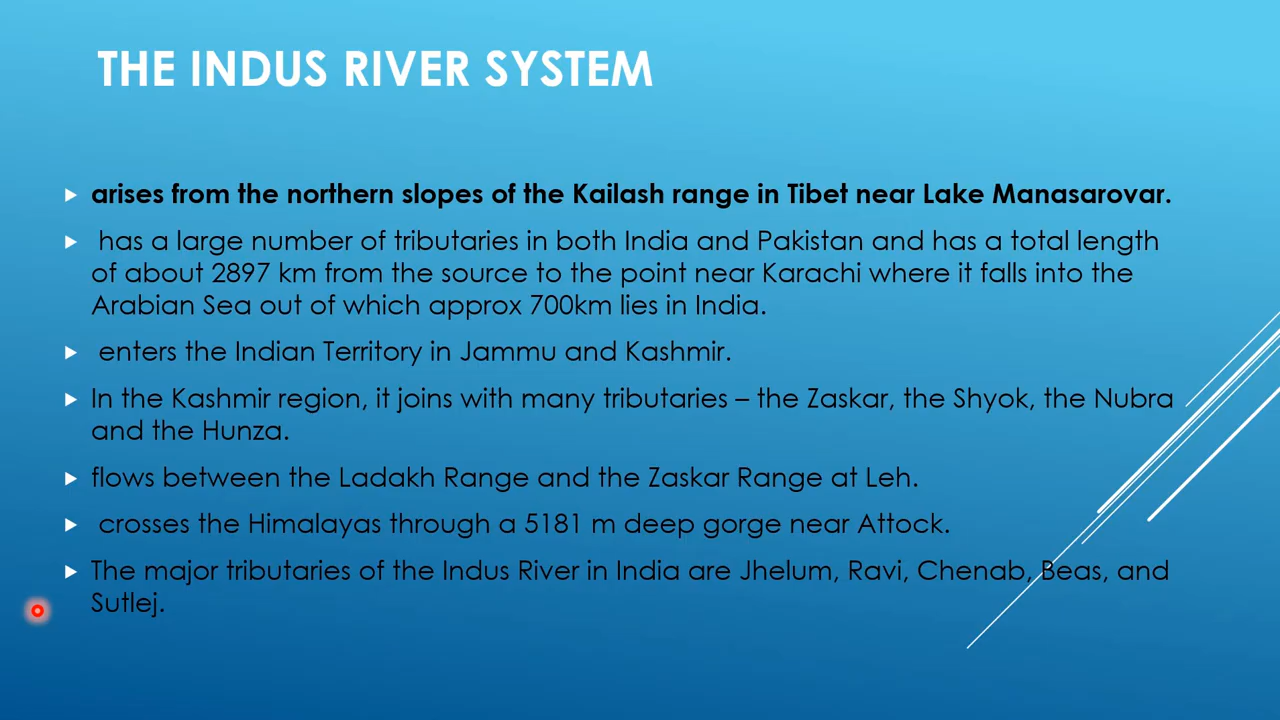 THE INDUS RIVER SYSTEM
arises from the northern slopes of the Kailash range in Tibet near Lake Manasarovar.
has a large number of tributaries in both India and Pakistan and has a total length
of about 2897 km from the source to the point near Karachi where it falls into the
Arabian Sea out of which approx 700km lies in India.
enters the Indian Territory in Jammu and Kashmir.
In the Kashmir region, it joins with many tributaries – the Zaskar, the Shyok, the Nubra
and the Hunza.
flows between the Ladakh Range and the Zaskar Range at Leh.
crosses the Himalayas through a 5181 m deep gorge near Attock.
The major tributaries of the Indus River in India are Jhelum, Ravi, Chenab, Beas, and
Sutlej.